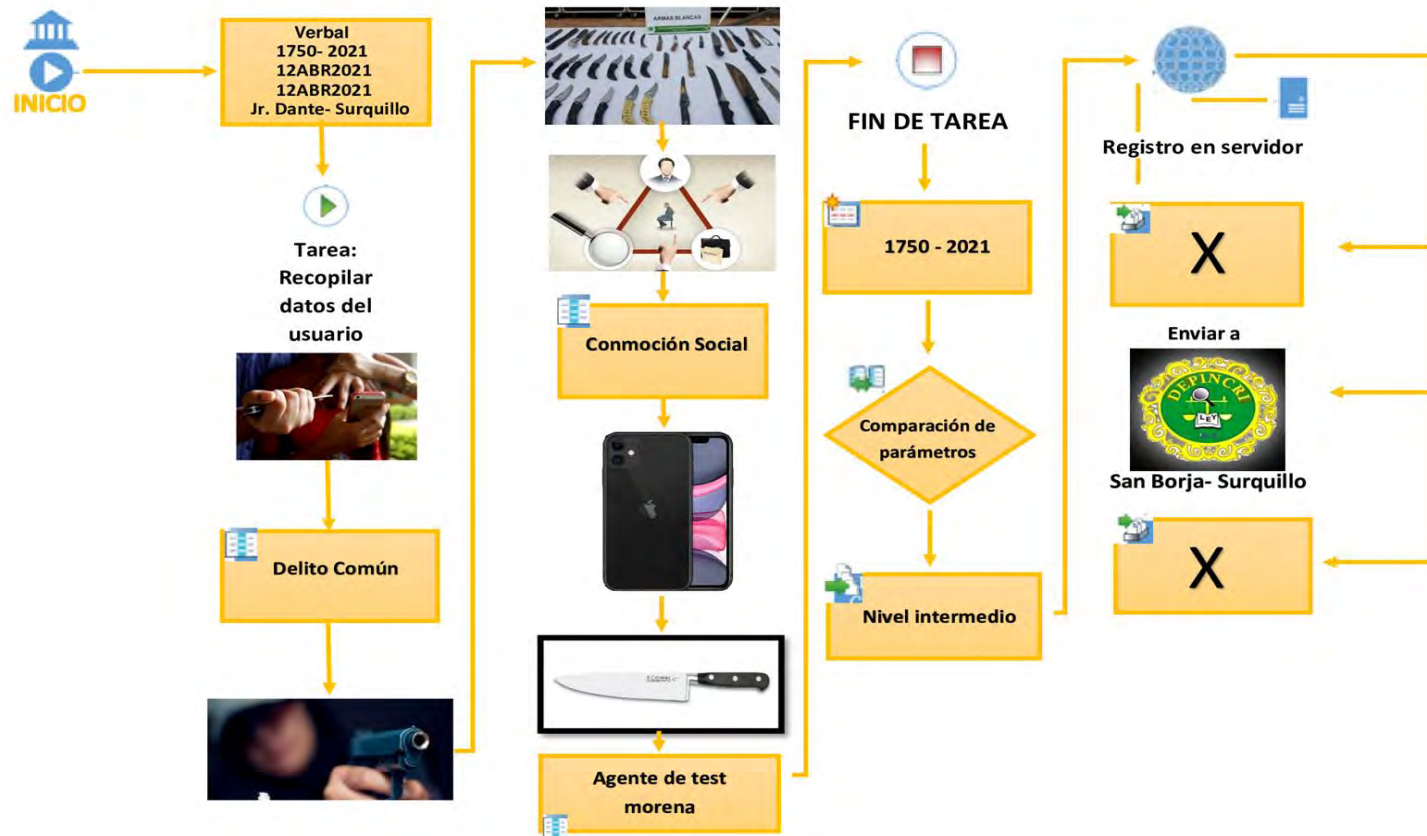 INICIO
Verbal
1750- 2021
12ABR2021
12ABR2021
Jr. Dante- Surquillo
Tarea:
Recopilar
datos del
usuario
Delito Común
ARMAS BLANCAS
Conmoción Social
Agente de test
morena
FIN DE TAREA
1750 - 2021
Comparación de
parámetros
Nivel intermedio
Registro en servidor
X
Enviar a
DEPINCRI
LEY
San Borja- Surquillo
X